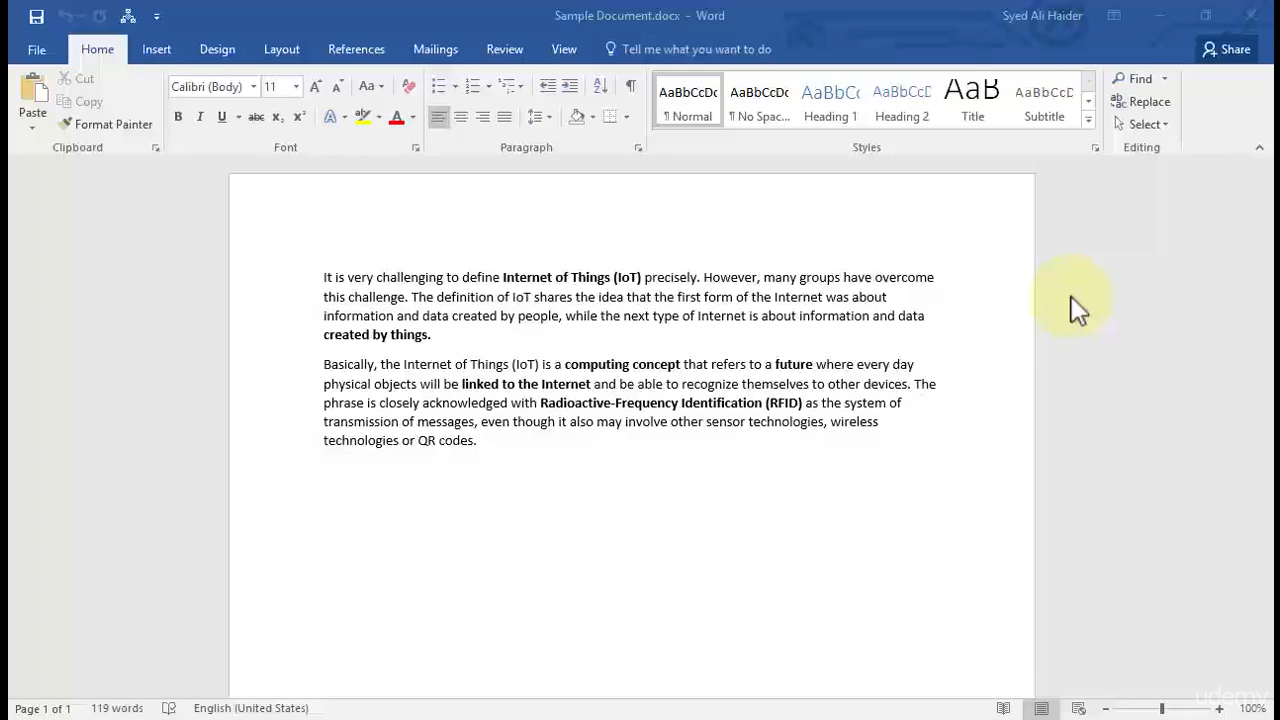 Sample Document.docx - Word
Syed Ali Haider
File Home Insert Design Layout References Mailings Review View Tell me what you want to do Share
Paste
Cut
Copy
Format Painter
Clipboard
Calibri (Body) 11 Aa
B I U abc x₂ x² A A
Font
Paragraph
AaBbCcDc AaBbCcDc AaBbCc AaBbCcD AaB AaBbCcD
¶ Normal ¶ No Spac... Heading 1 Heading 2 Title Subtitle
Styles
Find
Replace
Select
Editing
It is very challenging to define Internet of Things (IoT) precisely. However, many groups have overcome
this challenge. The definition of IoT shares the idea that the first form of the Internet was about
information and data created by people, while the next type of Internet is about information and data
created by things.
Basically, the Internet of Things (IoT) is a computing concept that refers to a future where every day
physical objects will be linked to the Internet and be able to recognize themselves to other devices. The
phrase is closely acknowledged with Radioactive-Frequency Identification (RFID) as the system of
transmission of messages, even though it also may involve other sensor technologies, wireless
technologies or QR codes.
udemy
Page 1 of 1 119 words English (United States) 100%